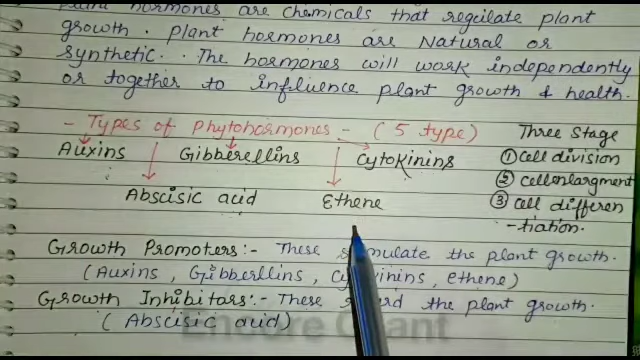 Plant hormones are chemicals that regulate plant
growth. Plant hormones are Natural or
synthetic. The hormones will work independently
or together to influence plant growth & health.
- Types of Phytohormones - (5 type)
Three Stage
Auxins Gibberellins Cytokinins
① cell division
② cell enlargment
Abscisic acid Ethene
③ cell differen
-tiation.
Growth Promoters:- These the plant growth.
(Auxins, Gibberllins, , ethene)
Growth Inhibitars:- These the plant growth.
(Abscisic acid)